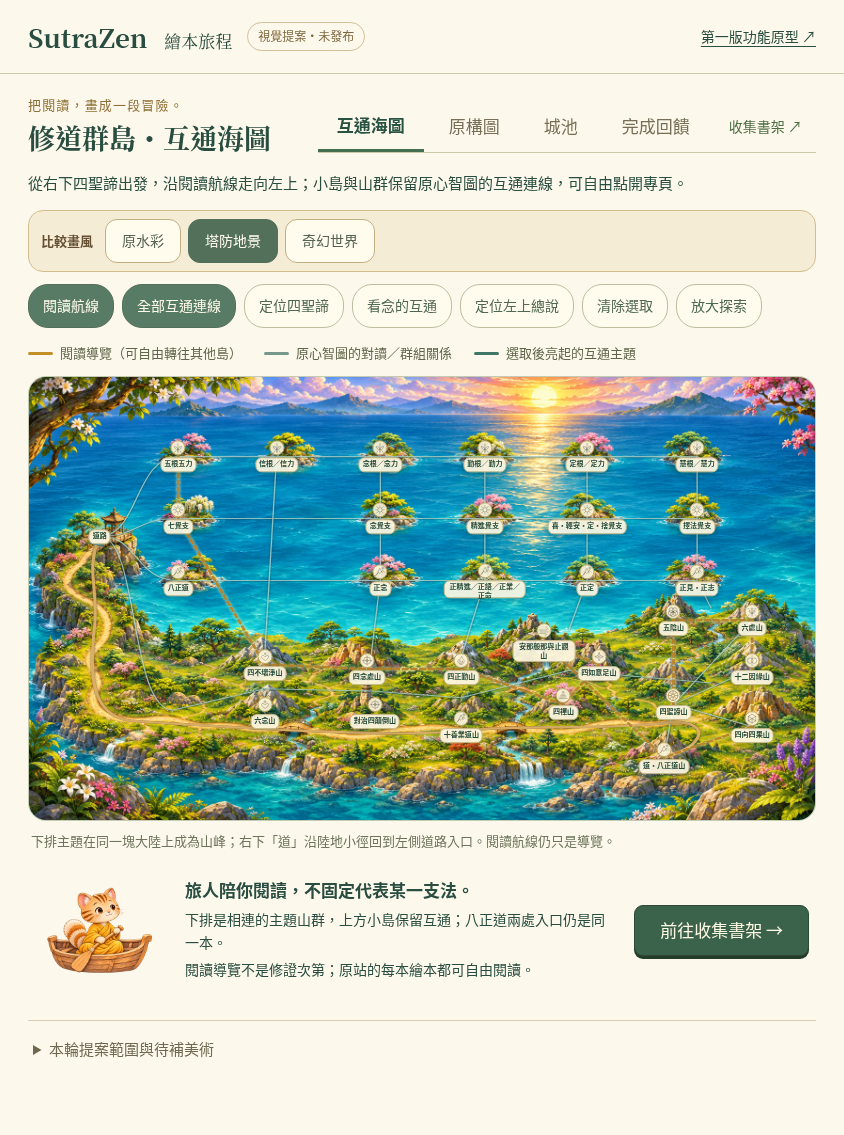 SutraZen 繪本旅程 視覺提案・未發布 第一版功能原型 ↗
把閱讀，畫成一段冒險。
修道群島・互通海圖
互通海圖 原構圖 城池 完成回饋 收集書架 ↗
從右下四聖諦出發，沿閱讀航線走向左上；小島與山群保留原心智圖的互通連線，可自由點開專頁。
比較畫風 原水彩 塔防地景 奇幻世界
閱讀航線 全部互通連線 定位四聖諦 看念的互通 定位左上總說 清除選取 放大探索
閱讀導覽（可自由轉往其他島） 原心智圖的對讀／群組關係 選取後亮起的互通主題
五根五力 信根／信力 念根／念力 勤根／勤力 定根／定力 慧根／慧力
七覺支 念覺支 精進覺支 喜・輕安・定・捨覺支 擇法覺支
道路
八正道 正念 正精進／正語／正業／
正命 正定 正見・正志
五陰山 六處山
安那般那與止觀
山
四不壞淨山 四念處山 四正勤山 四如意足山 十二因緣山
六念山 對治四顛倒山 四禪山 四聖諦山
十善業道山 四向四果山
道・八正道山
下排主題在同一塊大陸上成為山峰；右下「道」沿陸地小徑回到左側道路入口。閱讀航線仍只是導覽。
旅人陪你閱讀，不固定代表某一支法。
下排是相連的主題山群，上方小島保留互通；八正道兩處入口仍是同
一本。
閱讀導覽不是修證次第；原站的每本繪本都可自由閱讀。
前往收集書架 →
▶ 本輪提案範圍與待補美術